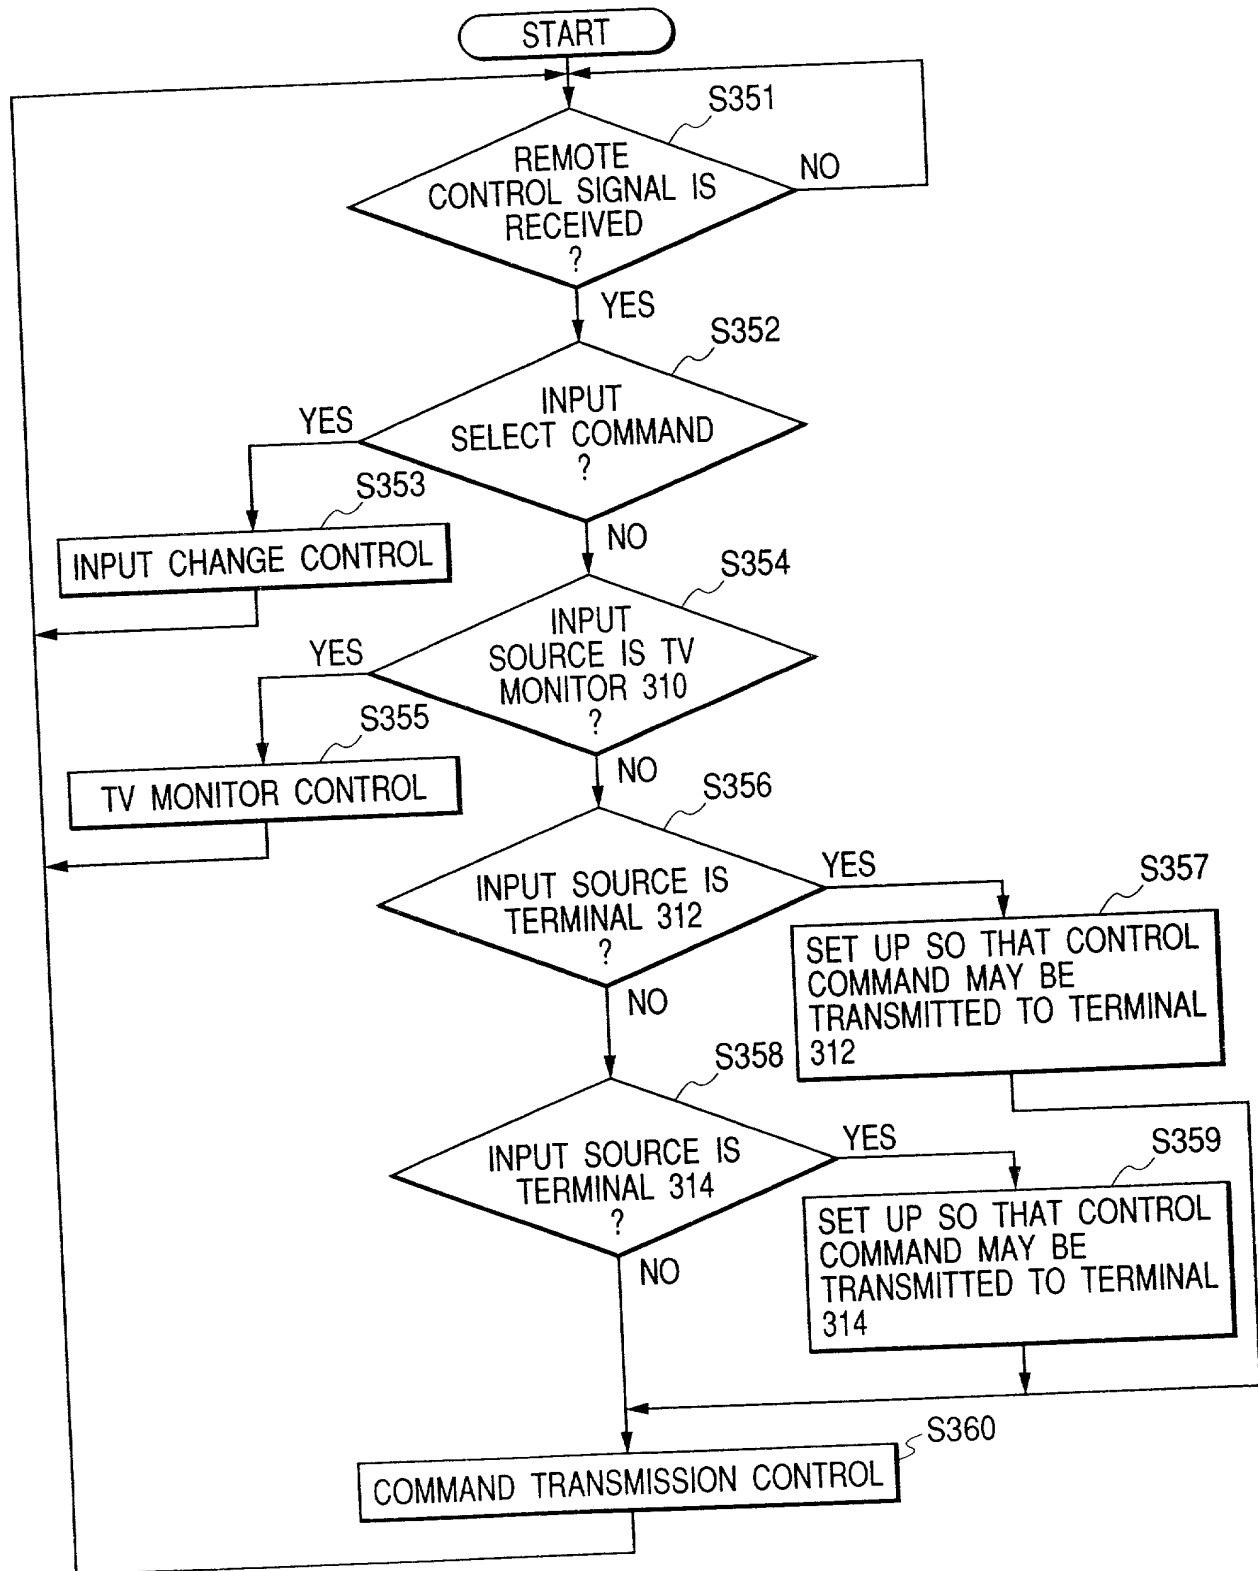 START
S351
REMOTE
CONTROL SIGNAL IS
RECEIVED
?
NO
YES
S352
INPUT
SELECT COMMAND
?
YES
S353
INPUT CHANGE CONTROL
NO
S354
INPUT
SOURCE IS TV
MONITOR 310
?
YES
S355
TV MONITOR CONTROL
NO
S356
INPUT SOURCE IS
TERMINAL 312
?
YES
S357
SET UP SO THAT CONTROL
COMMAND MAY BE
TRANSMITTED TO TERMINAL
312
NO
S358
INPUT SOURCE IS
TERMINAL 314
?
YES
S359
SET UP SO THAT CONTROL
COMMAND MAY BE
TRANSMITTED TO TERMINAL
314
NO
S360
COMMAND TRANSMISSION CONTROL